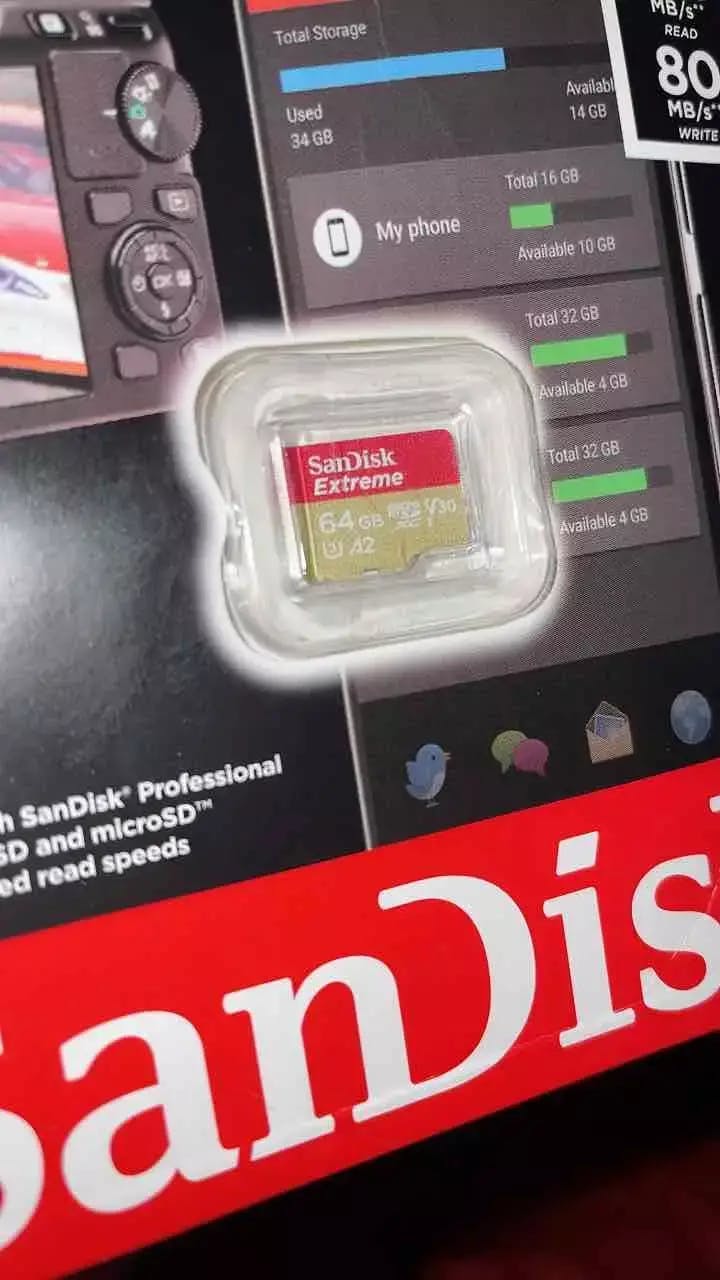 MB/s**
READ
80
MB/s**
WRITE
Total Storage
Used
34 GB
Availabl
14 GB
My phone
Total 16 GB
Available 10 GB
Total 32 GB
Available 4 GB
Total 32 GB
Available 4 GB
SanDisk
Extreme
64 GB V30
U3 A2
h SanDisk® Professional
SD and microSD™
ed read speeds
SanDis